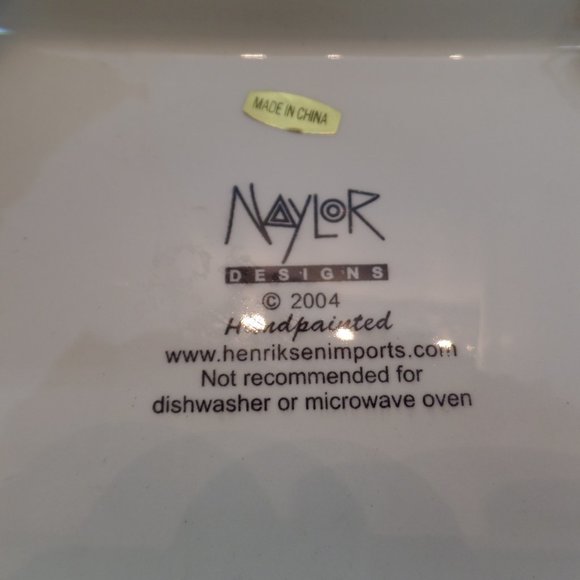 MADE IN CHINA
NAYLOR
DESIGNS
© 2004
Handpainted
www.henriksenimports.com
Not recommended for
dishwasher or microwave oven